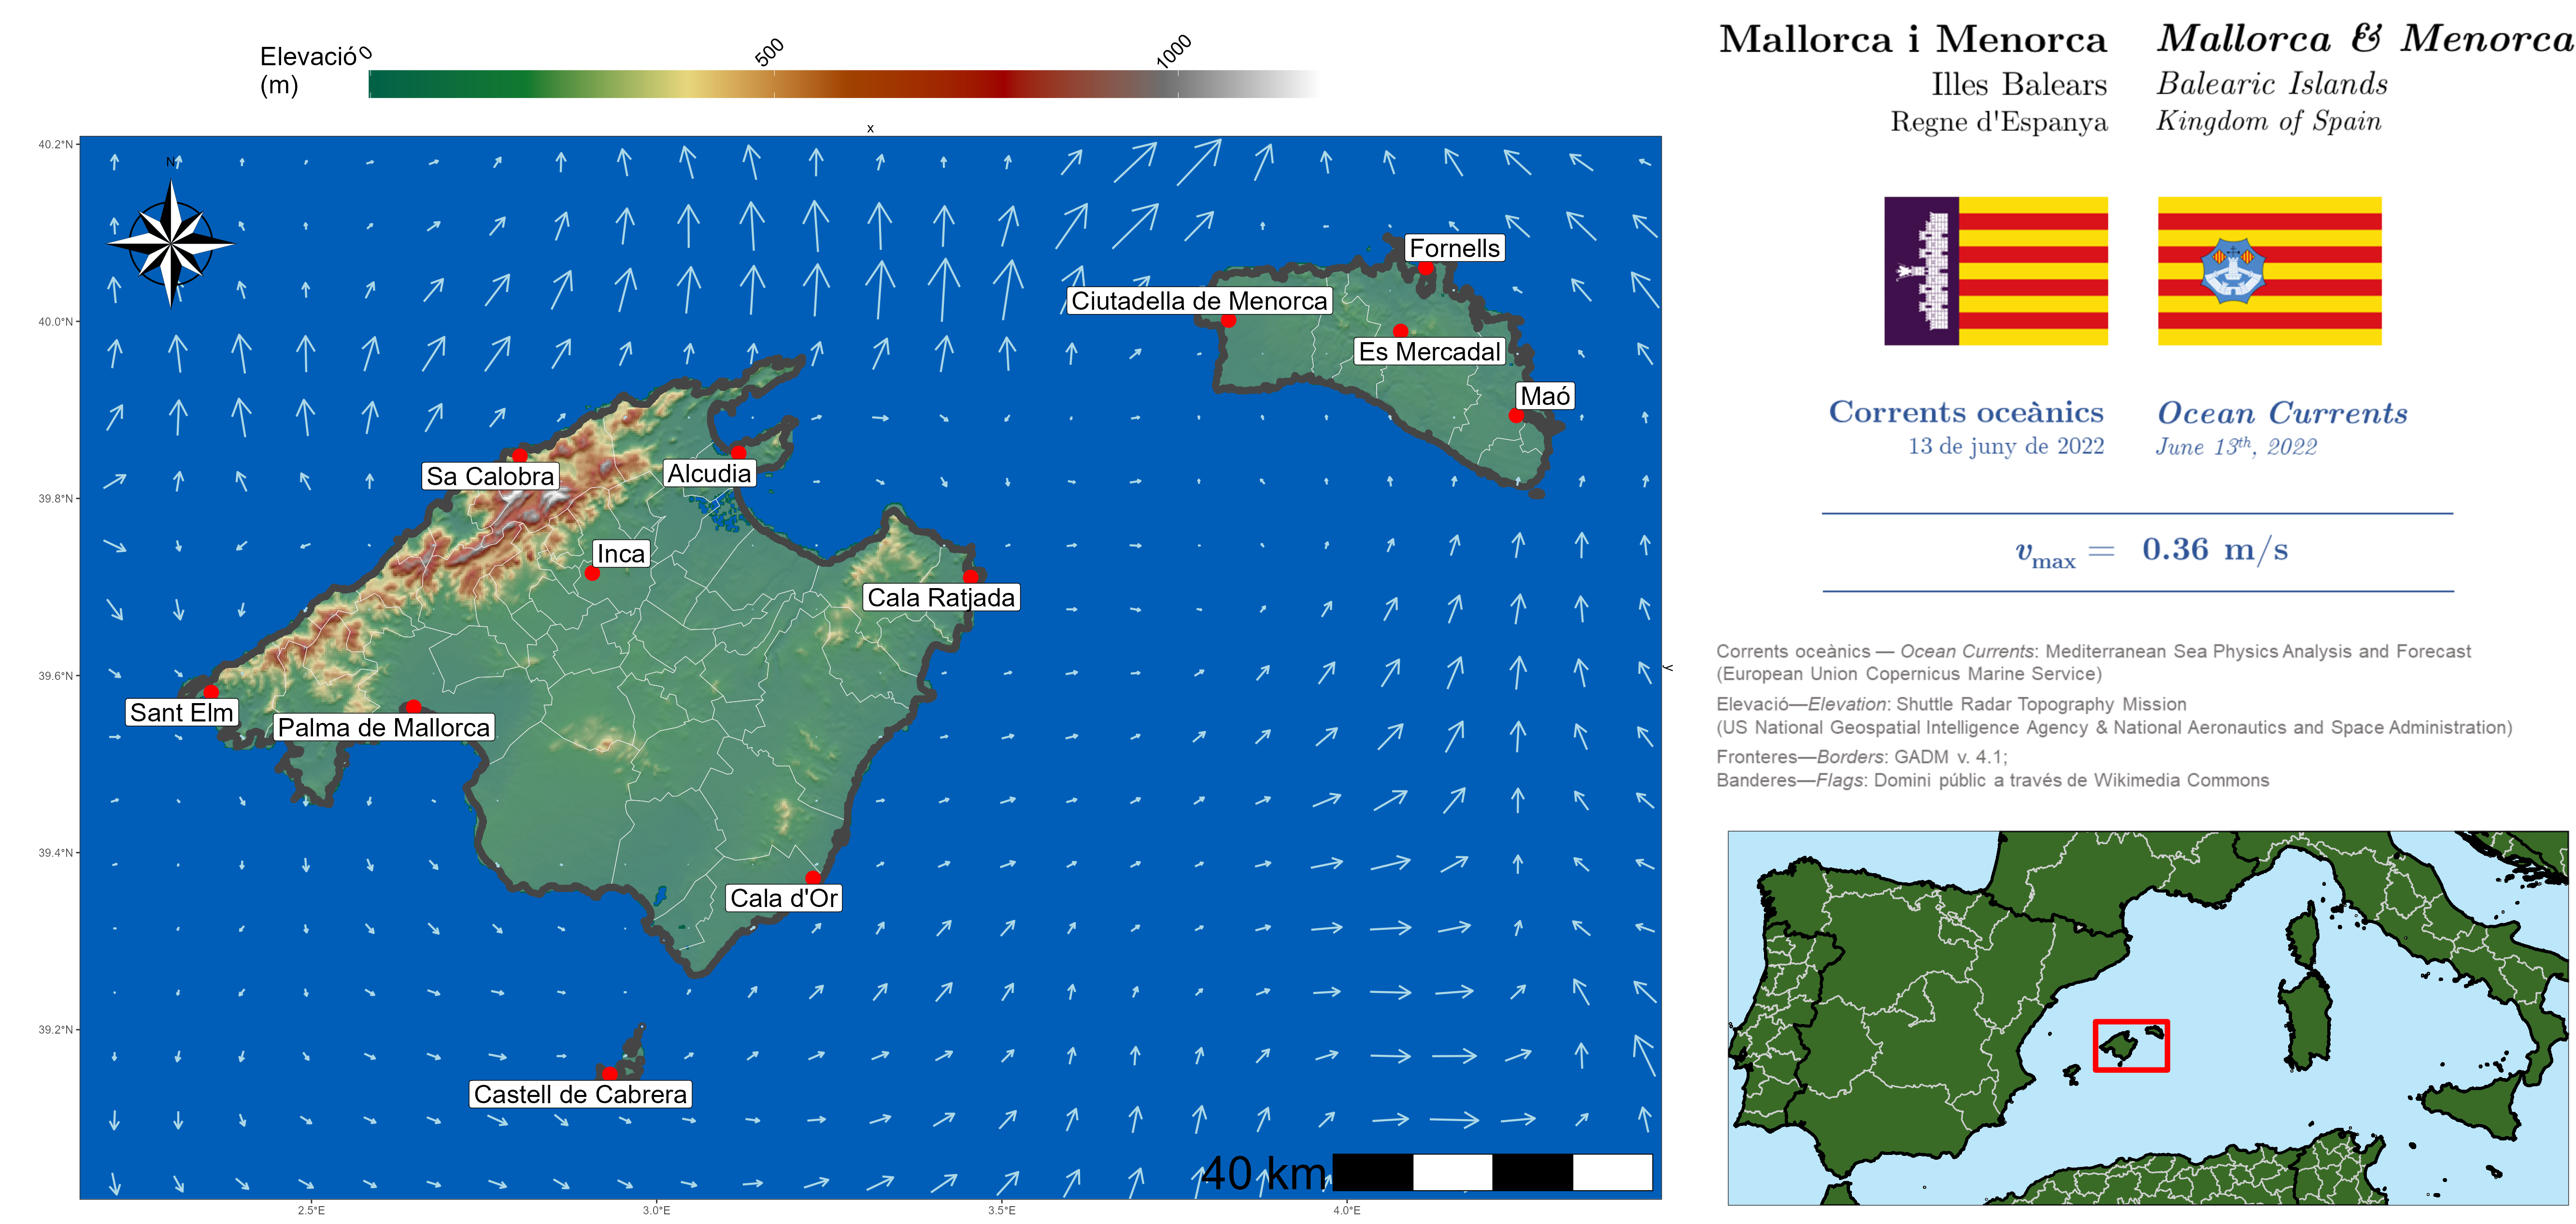 Elevació
(m)
0
500
1000
x
40.2°N
40.0°N
39.8°N
39.6°N
39.4°N
39.2°N
N
Fornells
Ciutadella de Menorca
Es Mercadal
Maó
Sa Calobra
Alcudia
Inca
Cala Ratjada
Sant Elm
Palma de Mallorca
Cala d'Or
Castell de Cabrera
40 km
2.5°E
3.0°E
3.5°E
4.0°E
y
Mallorca i Menorca
Illes Balears
Regne d'Espanya
Mallorca & Menorca
Balearic Islands
Kingdom of Spain
Corrents oceànics
13 de juny de 2022
Ocean Currents
June 13th, 2022
vmax = 0.36 m/s
Corrents oceànics — Ocean Currents: Mediterranean Sea Physics Analysis and Forecast
(European Union Copernicus Marine Service)
Elevació—Elevation: Shuttle Radar Topography Mission
(US National Geospatial Intelligence Agency & National Aeronautics and Space Administration)
Fronteres—Borders: GADM v. 4.1;
Banderes—Flags: Domini públic a través de Wikimedia Commons